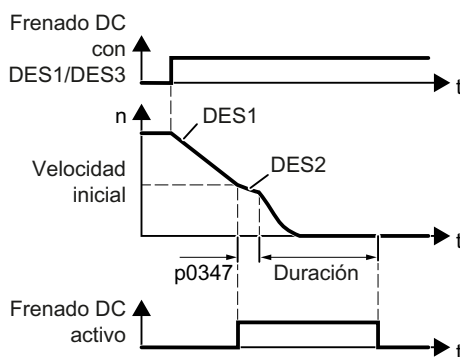 Frenado DC
con
DES1/DES3
t
n
DES1
DES2
Velocidad
inicial
t
p0347
Duración
Frenado DC
activo
t